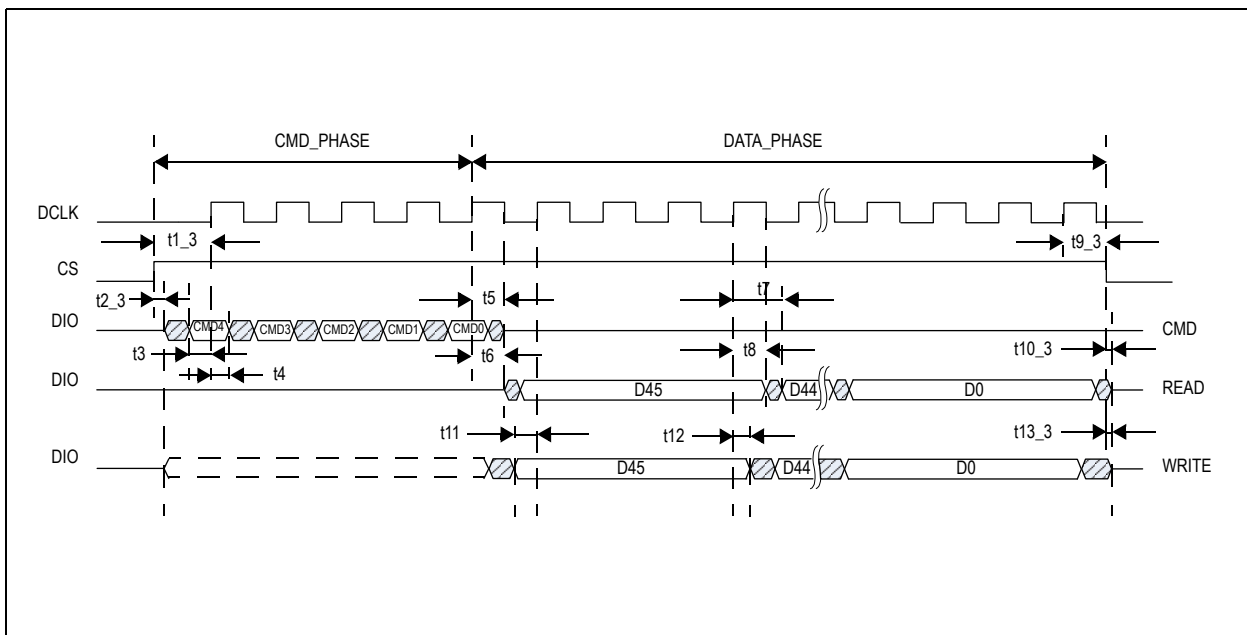 CMD_PHASE DATA_PHASE
DCLK
t1_3 t9_3
CS
t2_3 t5 t7
DIO CMD4 CMD3 CMD2 CMD1 CMD0 CMD
t3 t6 t8 t10_3
t4
DIO D45 D44 D0 READ
t11 t12 t13_3
DIO D45 D44 D0 WRITE